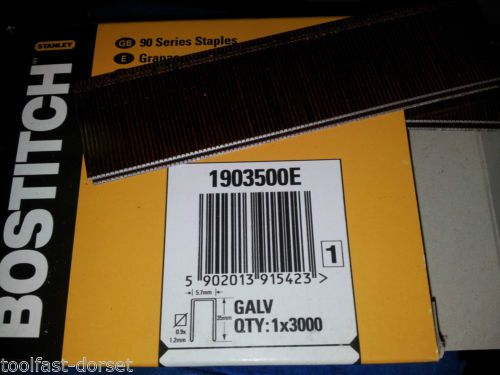 STANLEY
BOSTITCH
GB 90 Series Staples
E
1903500E
5 902013 915423 >
1
5.7mm
35mm
0.9x
1.2mm
GALV
QTY: 1x3000
toolfast-dorset